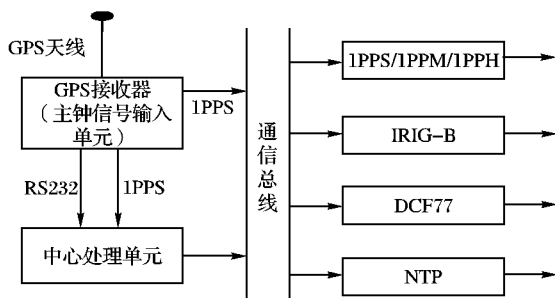 GPS天线
GPS接收器
（主钟信号输入
单元）
1PPS
RS232
1PPS
中心处理单元
通信总线
1PPS/1PPM/1PPH
IRIG-B
DCF77
NTP